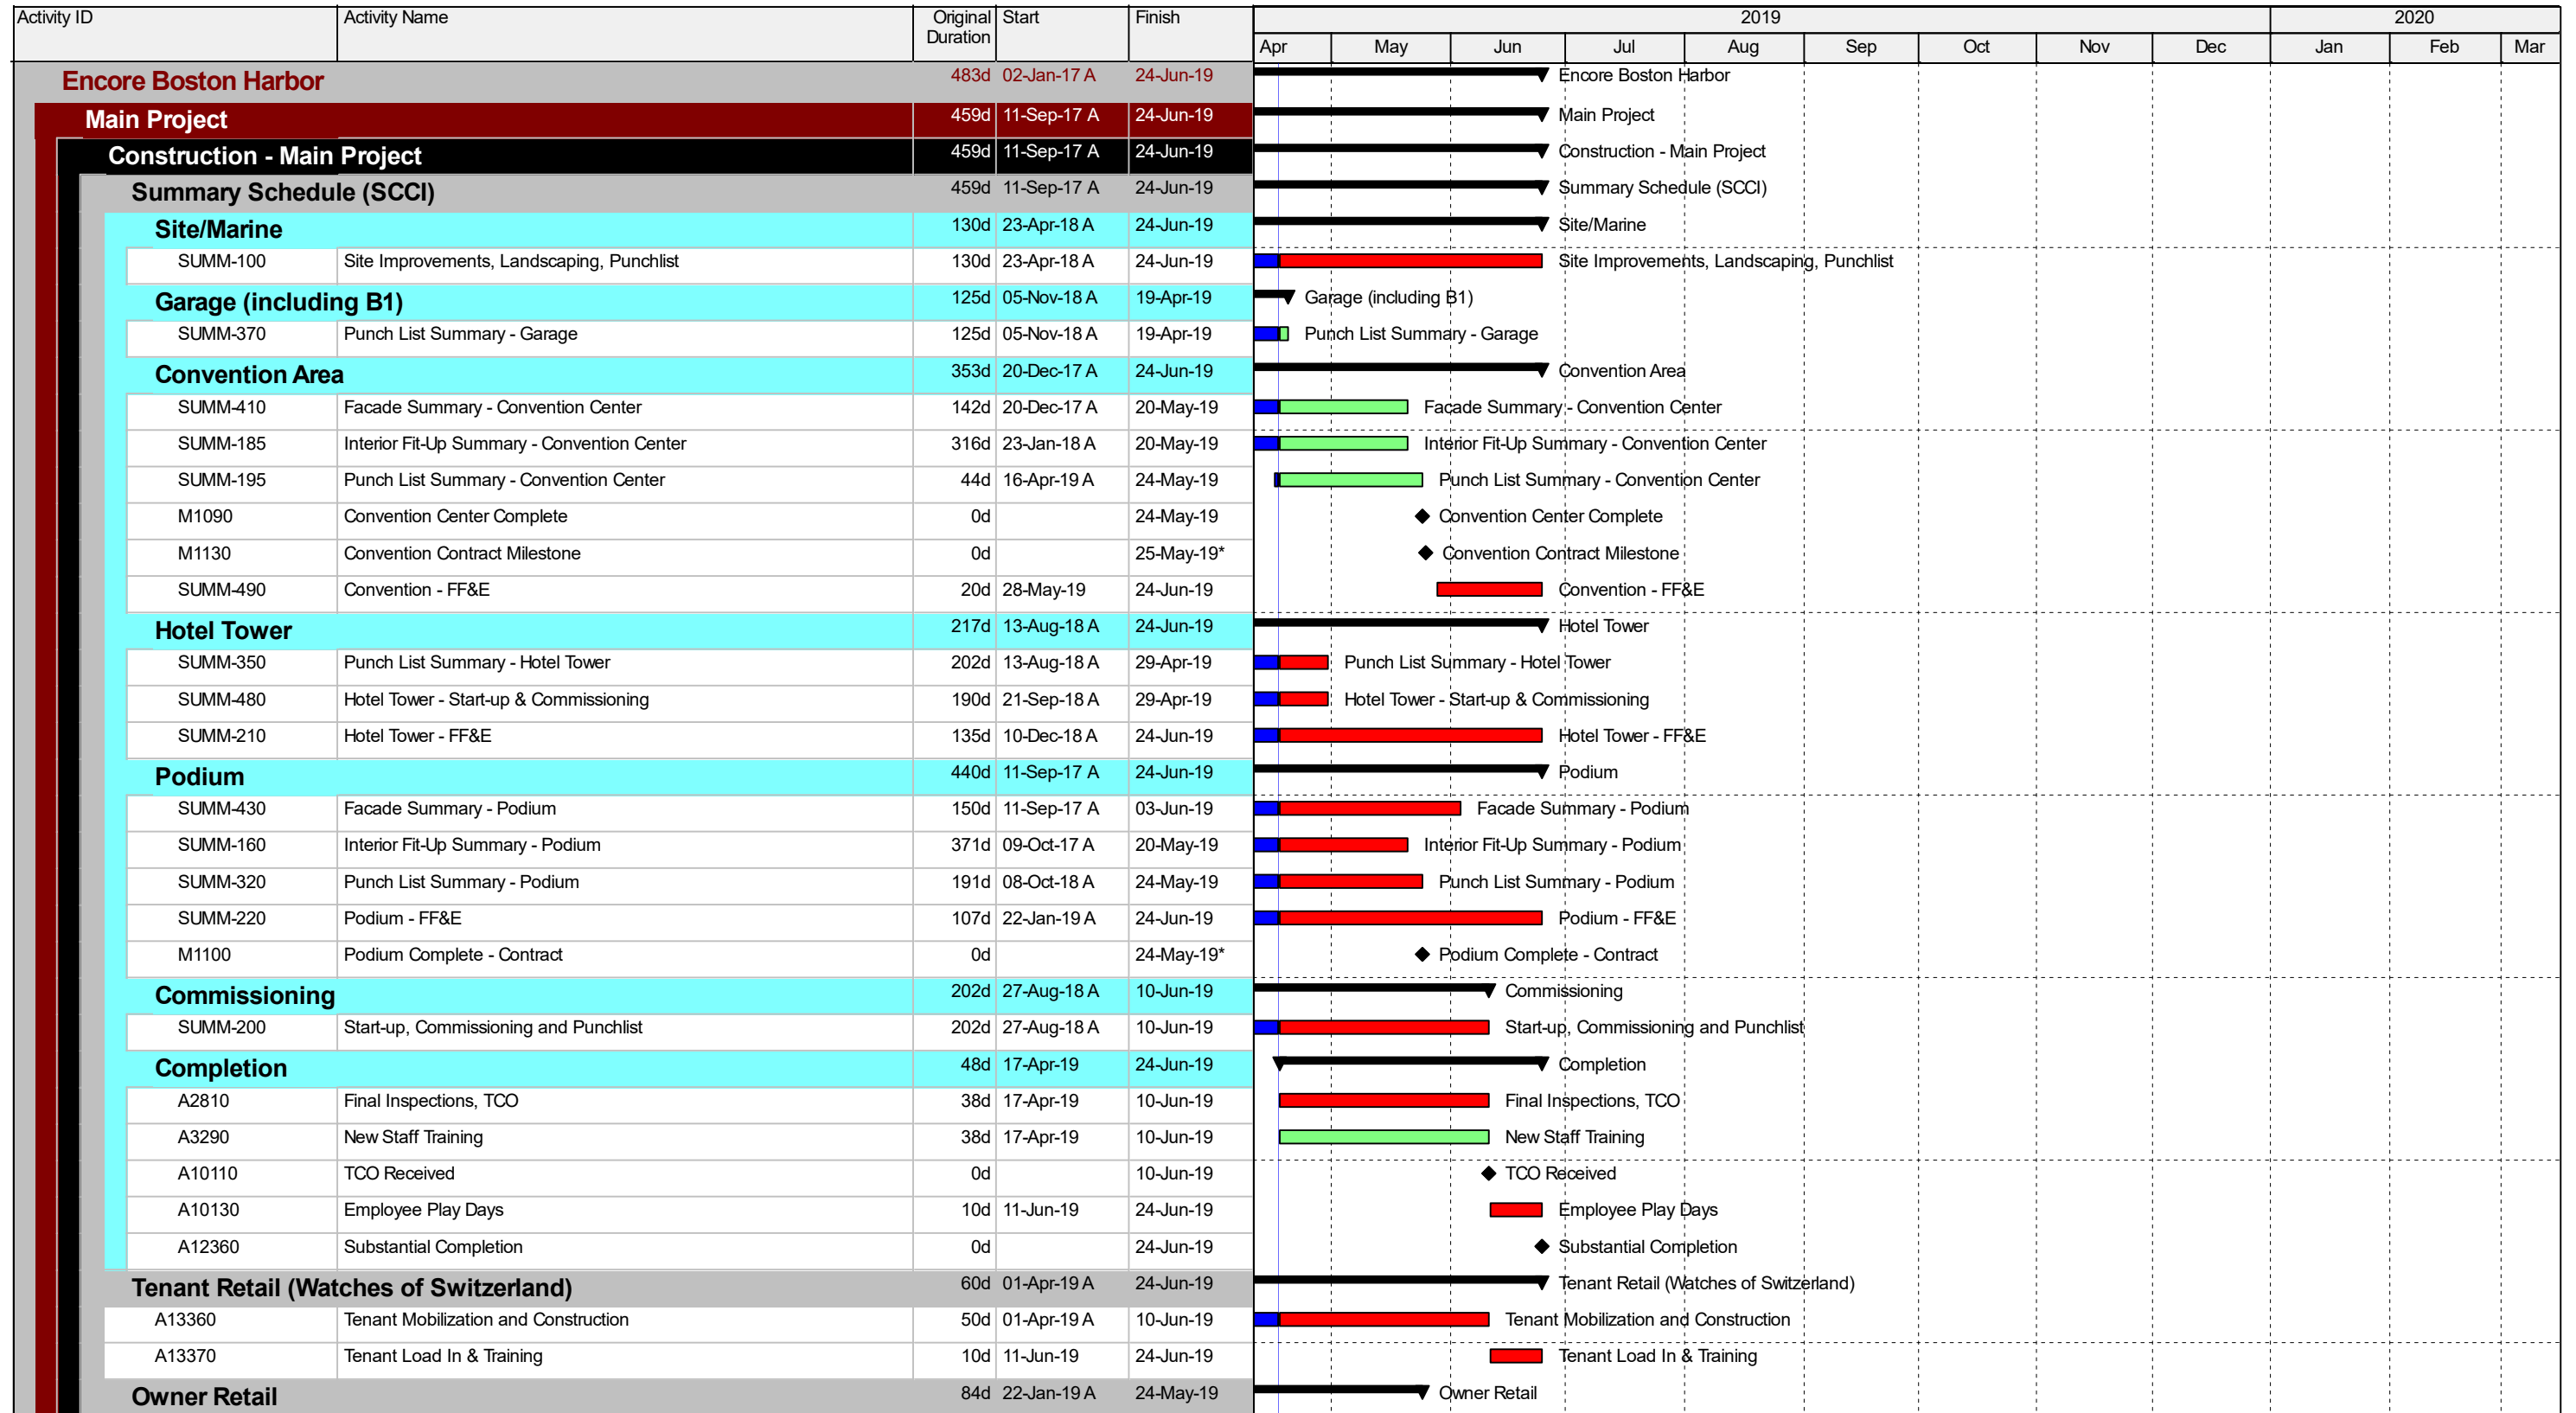 Activity ID Activity Name Original Duration Start Finish 2019 2020
Apr May Jun Jul Aug Sep Oct Nov Dec Jan Feb Mar
Encore Boston Harbor 483d 02-Jan-17 A 24-Jun-19 Encore Boston Harbor
Main Project 459d 11-Sep-17 A 24-Jun-19 Main Project
Construction - Main Project 459d 11-Sep-17 A 24-Jun-19 Construction - Main Project
Summary Schedule (SCCI) 459d 11-Sep-17 A 24-Jun-19 Summary Schedule (SCCI)
Site/Marine 130d 23-Apr-18 A 24-Jun-19 Site/Marine
SUMM-100 Site Improvements, Landscaping, Punchlist 130d 23-Apr-18 A 24-Jun-19 Site Improvements, Landscaping, Punchlist
Garage (including B1) 125d 05-Nov-18 A 19-Apr-19 Garage (including B1)
SUMM-370 Punch List Summary - Garage 125d 05-Nov-18 A 19-Apr-19 Punch List Summary - Garage
Convention Area 353d 20-Dec-17 A 24-Jun-19 Convention Area
SUMM-410 Facade Summary - Convention Center 142d 20-Dec-17 A 20-May-19 Facade Summary - Convention Center
SUMM-185 Interior Fit-Up Summary - Convention Center 316d 23-Jan-18 A 20-May-19 Interior Fit-Up Summary - Convention Center
SUMM-195 Punch List Summary - Convention Center 44d 16-Apr-19 A 24-May-19 Punch List Summary - Convention Center
M1090 Convention Center Complete 0d 24-May-19 Convention Center Complete
M1130 Convention Contract Milestone 0d 25-May-19* Convention Contract Milestone
SUMM-490 Convention - FF&E 20d 28-May-19 24-Jun-19 Convention - FF&E
Hotel Tower 217d 13-Aug-18 A 24-Jun-19 Hotel Tower
SUMM-350 Punch List Summary - Hotel Tower 202d 13-Aug-18 A 29-Apr-19 Punch List Summary - Hotel Tower
SUMM-480 Hotel Tower - Start-up & Commissioning 190d 21-Sep-18 A 29-Apr-19 Hotel Tower - Start-up & Commissioning
SUMM-210 Hotel Tower - FF&E 135d 10-Dec-18 A 24-Jun-19 Hotel Tower - FF&E
Podium 440d 11-Sep-17 A 24-Jun-19 Podium
SUMM-430 Facade Summary - Podium 150d 11-Sep-17 A 03-Jun-19 Facade Summary - Podium
SUMM-160 Interior Fit-Up Summary - Podium 371d 09-Oct-17 A 20-May-19 Interior Fit-Up Summary - Podium
SUMM-320 Punch List Summary - Podium 191d 08-Oct-18 A 24-May-19 Punch List Summary - Podium
SUMM-220 Podium - FF&E 107d 22-Jan-19 A 24-Jun-19 Podium - FF&E
M1100 Podium Complete - Contract 0d 24-May-19* Podium Complete - Contract
Commissioning 202d 27-Aug-18 A 10-Jun-19 Commissioning
SUMM-200 Start-up, Commissioning and Punchlist 202d 27-Aug-18 A 10-Jun-19 Start-up, Commissioning and Punchlist
Completion 48d 17-Apr-19 24-Jun-19 Completion
A2810 Final Inspections, TCO 38d 17-Apr-19 10-Jun-19 Final Inspections, TCO
A3290 New Staff Training 38d 17-Apr-19 10-Jun-19 New Staff Training
A10110 TCO Received 0d 10-Jun-19 TCO Received
A10130 Employee Play Days 10d 11-Jun-19 24-Jun-19 Employee Play Days
A12360 Substantial Completion 0d 24-Jun-19 Substantial Completion
Tenant Retail (Watches of Switzerland) 60d 01-Apr-19 A 24-Jun-19 Tenant Retail (Watches of Switzerland)
A13360 Tenant Mobilization and Construction 50d 01-Apr-19 A 10-Jun-19 Tenant Mobilization and Construction
A13370 Tenant Load In & Training 10d 11-Jun-19 24-Jun-19 Tenant Load In & Training
Owner Retail 84d 22-Jan-19 A 24-May-19 Owner Retail